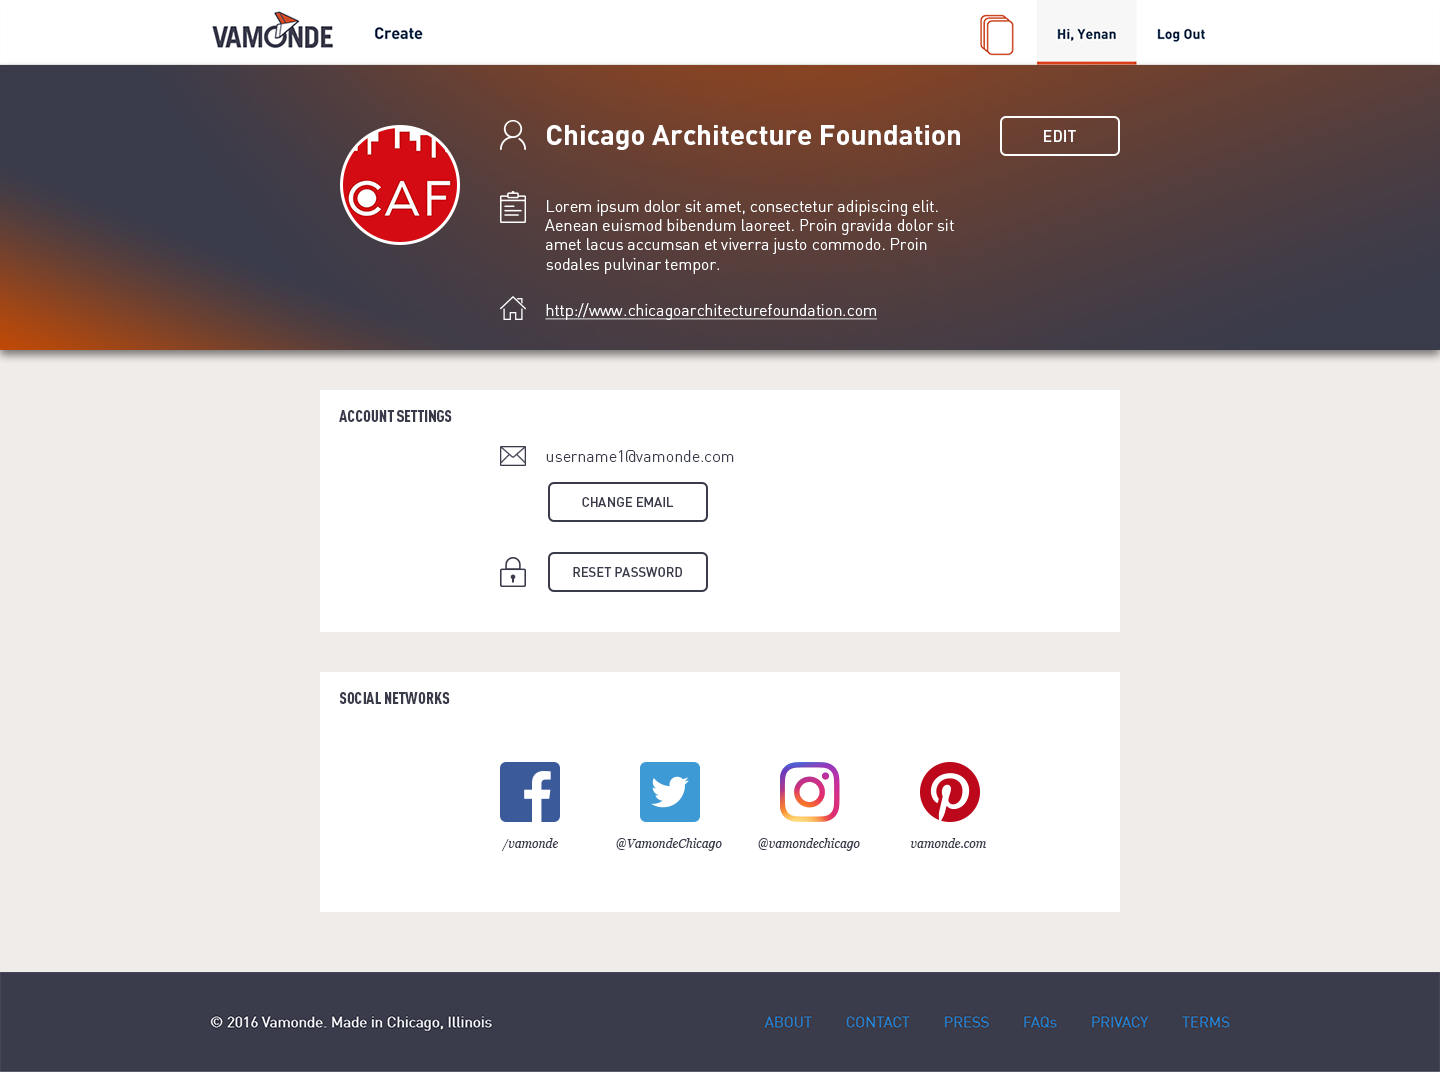 VAMONDE
Create
Hi, Yenan
Log Out
CAF
Chicago Architecture Foundation
EDIT
Lorem ipsum dolor sit amet, consectetur adipiscing elit.
Aenean euismod bibendum laoreet. Proin gravida dolor sit
amet lacus accumsan et viverra justo commodo. Proin
sodales pulvinar tempor.
http://www.chicagoarchitecturefoundation.com
ACCOUNT SETTINGS
username1@vamonde.com
CHANGE EMAIL
RESET PASSWORD
SOCIAL NETWORKS
/vamonde
@VamondeChicago
@vamondechicago
vamonde.com
© 2016 Vamonde. Made in Chicago, Illinois
ABOUT
CONTACT
PRESS
FAQs
PRIVACY
TERMS